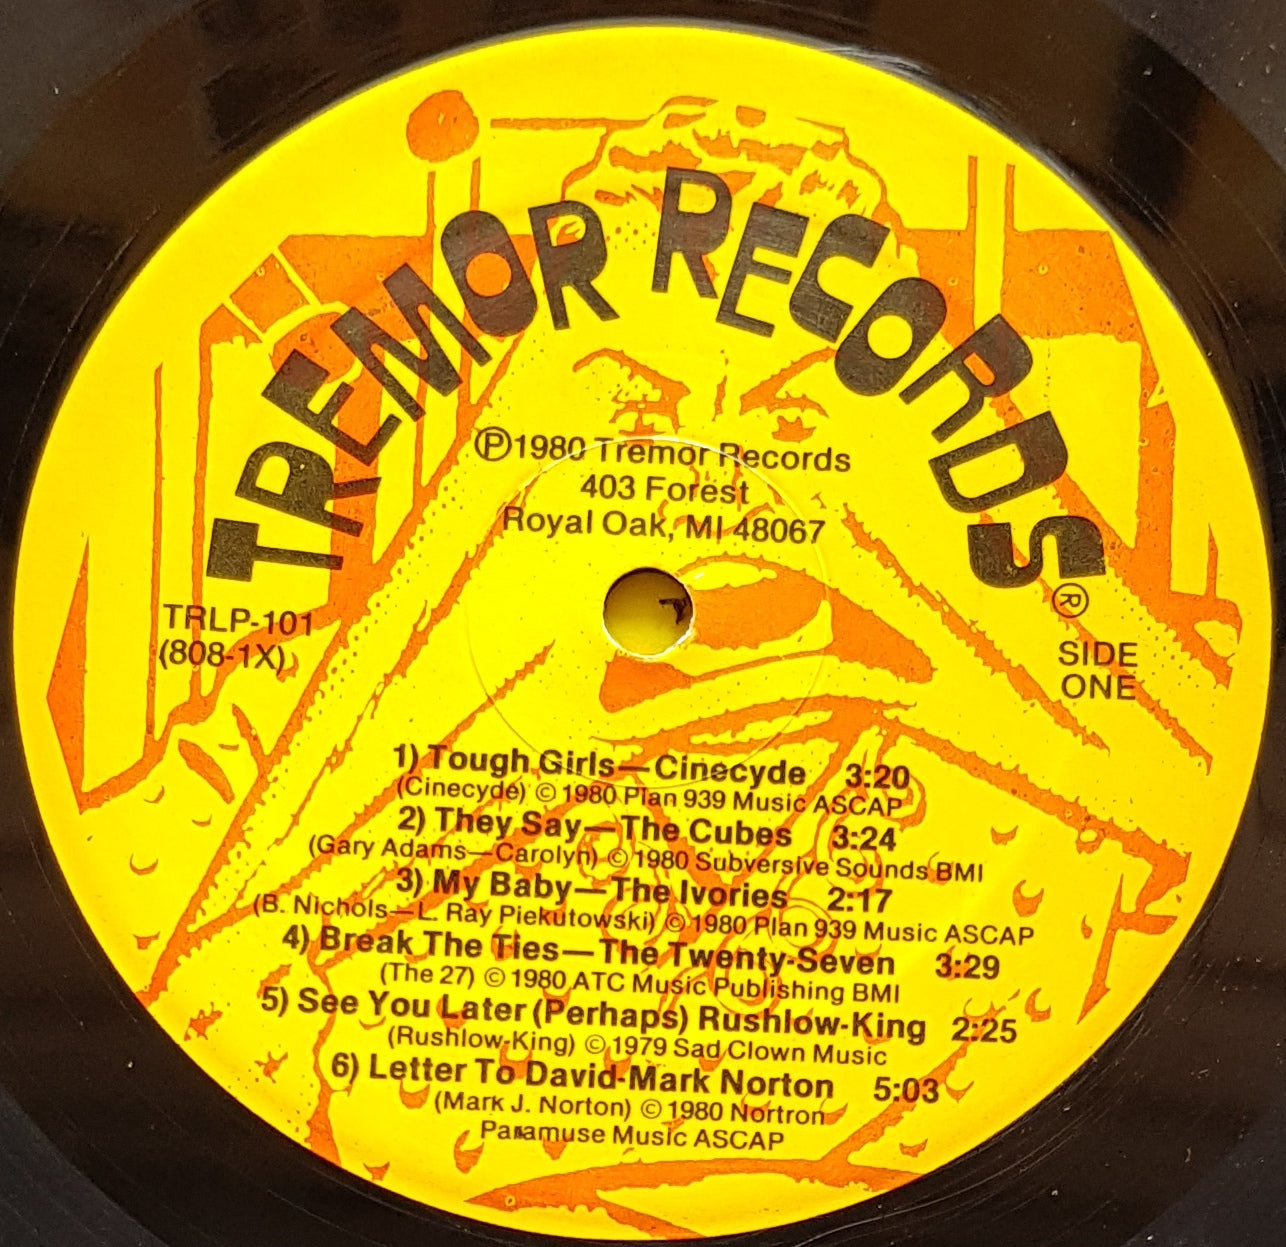 TREMOR RECORDS®
℗1980 Tremor Records
403 Forest
Royal Oak, MI 48067
TRLP-101
(808-1X)
SIDE
ONE
1) Tough Girls—Cinecyde 3:20
(Cinecyde) © 1980 Plan 939 Music ASCAP
2) They Say—The Cubes 3:24
(Gary Adams—Carolyn) © 1980 Subversive Sounds BMI
3) My Baby—The Ivories 2:17
(B. Nichols—L. Ray Piekutowski) © 1980 Plan 939 Music ASCAP
4) Break The Ties—The Twenty-Seven 3:29
(The 27) © 1980 ATC Music Publishing BMI
5) See You Later (Perhaps) Rushlow-King 2:25
(Rushlow-King) © 1979 Sad Clown Music
6) Letter To David-Mark Norton 5:03
(Mark J. Norton) © 1980 Nortron
Panamuse Music ASCAP